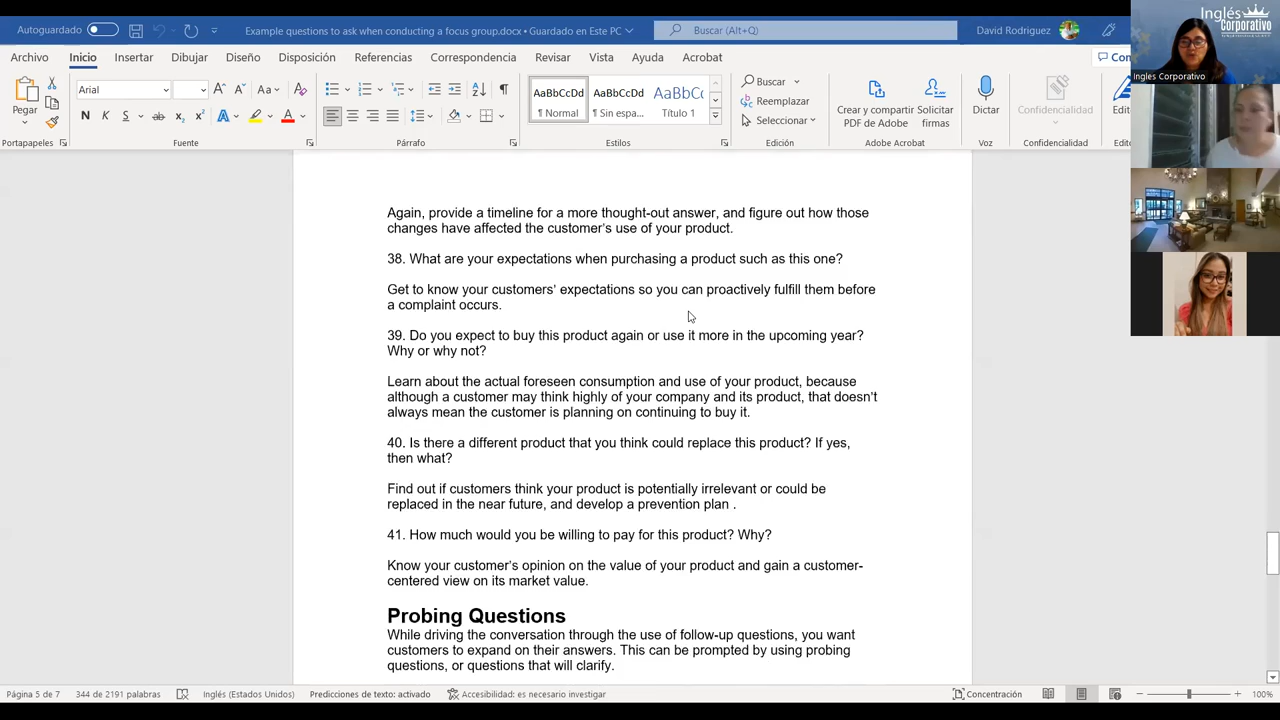 Autoguardado
Example questions to ask when conducting a focus group.docx • Guardado en Este PC
Buscar (Alt+Q)
David Rodriguez
Archivo Inicio Insertar Dibujar Diseño Disposición Referencias Correspondencia Revisar Vista Ayuda Acrobat
Com
Pegar
Arial
Aa
N K S ab x₂ x² A A
AaBbCcDd AaBbCcDd AaBbCc
¶ Normal ¶ Sin espa... Título 1
Buscar
Reemplazar
Seleccionar
Crear y compartir PDF de Adobe
Solicitar firmas
Dictar
Confidencialidad
Edito
Portapapeles Fuente Párrafo Estilos Edición Adobe Acrobat Voz Confidencialidad Edito
Inglés
Corporativo
Ingles Corporativo
Again, provide a timeline for a more thought-out answer, and figure out how those
changes have affected the customer's use of your product.
38. What are your expectations when purchasing a product such as this one?
Get to know your customers' expectations so you can proactively fulfill them before
a complaint occurs.
39. Do you expect to buy this product again or use it more in the upcoming year?
Why or why not?
Learn about the actual foreseen consumption and use of your product, because
although a customer may think highly of your company and its product, that doesn't
always mean the customer is planning on continuing to buy it.
40. Is there a different product that you think could replace this product? If yes,
then what?
Find out if customers think your product is potentially irrelevant or could be
replaced in the near future, and develop a prevention plan .
41. How much would you be willing to pay for this product? Why?
Know your customer's opinion on the value of your product and gain a customer-
centered view on its market value.
Probing Questions
While driving the conversation through the use of follow-up questions, you want
customers to expand on their answers. This can be prompted by using probing
questions, or questions that will clarify.
Página 5 de 7 344 de 2191 palabras Inglés (Estados Unidos) Predicciones de texto: activado Accesibilidad: es necesario investigar Concentración 100%